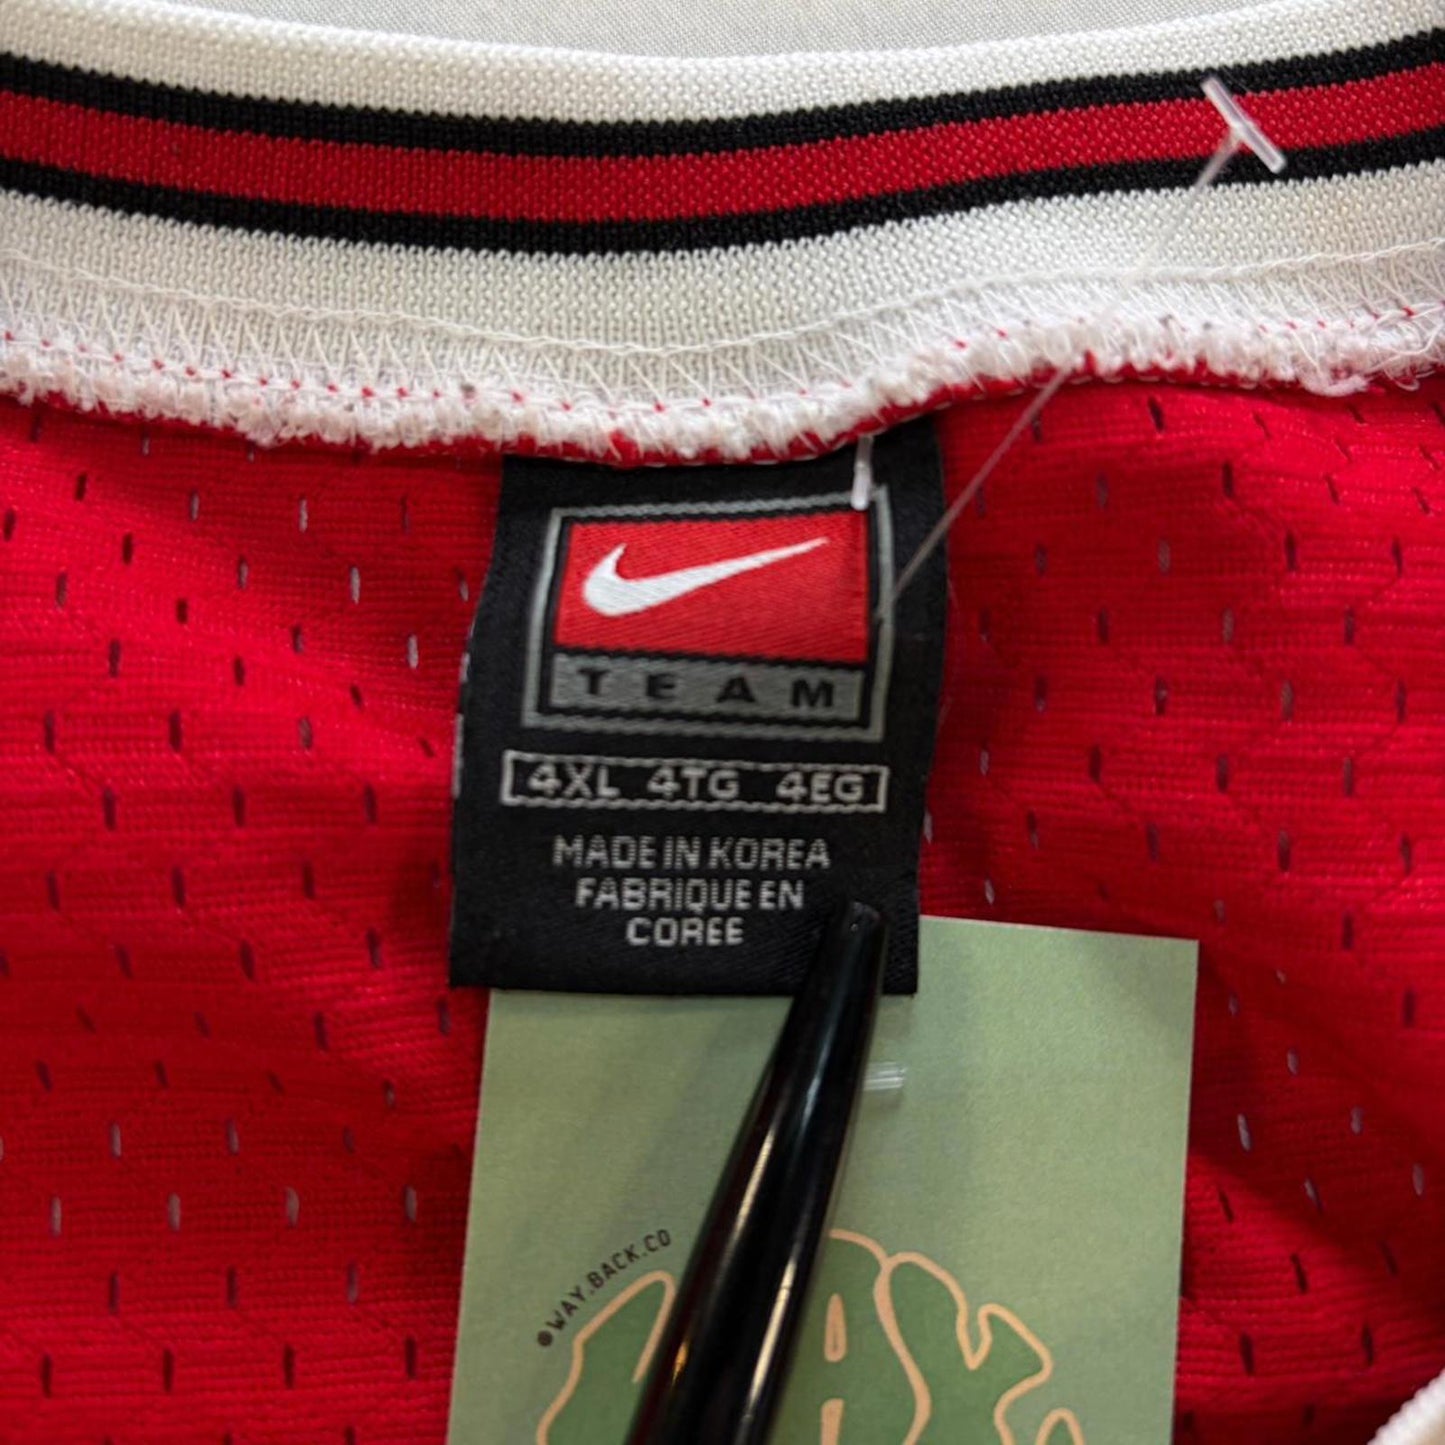 TEAM
4XL 4TG 4EG
MADE IN KOREA
FABRIQUE EN
COREE
@WAY.BACK.CO